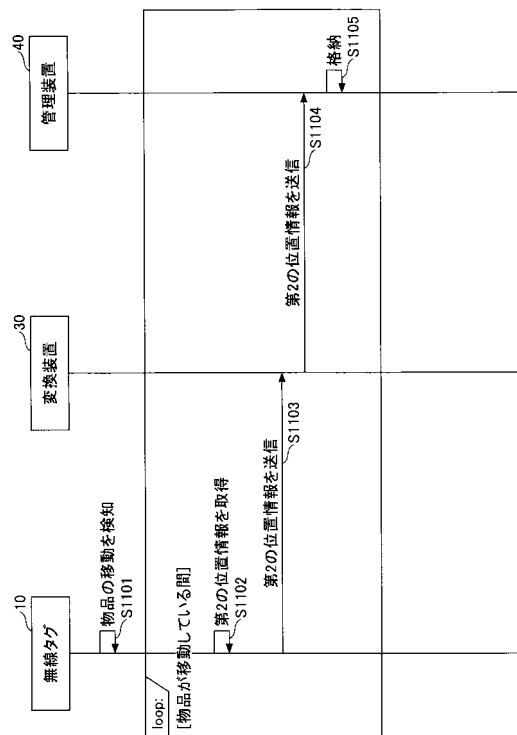 10
無線タグ
30
変換装置
40
管理装置
物品の移動を検知
S1101
loop:
[物品が移動している間]
第2の位置情報を取得
S1102
第2の位置情報を送信
S1103
第2の位置情報を送信
S1104
格納
S1105